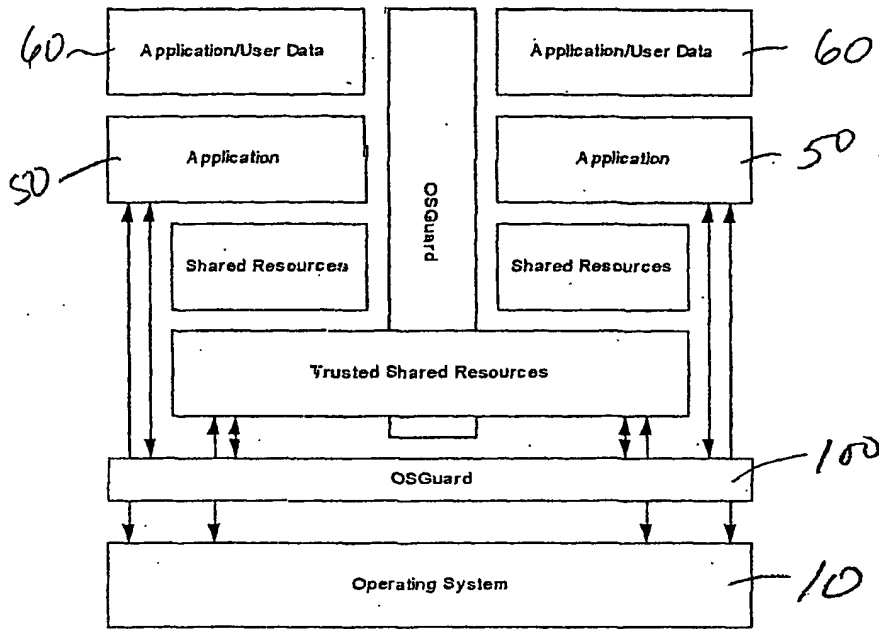 60 Application/User Data Application/User Data 60
50 Application Application 50
OSGuard
Shared Resources Shared Resources
Trusted Shared Resources
OSGuard 100
Operating System 10